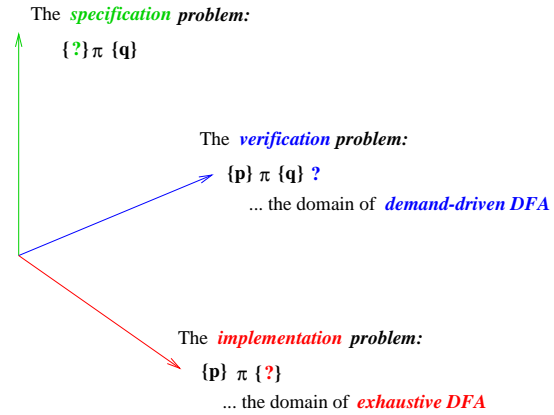 The specification problem:
{?} π {q}
The verification problem:
{p} π {q} ?
... the domain of demand-driven DFA
The implementation problem:
{p} π {?}
... the domain of exhaustive DFA